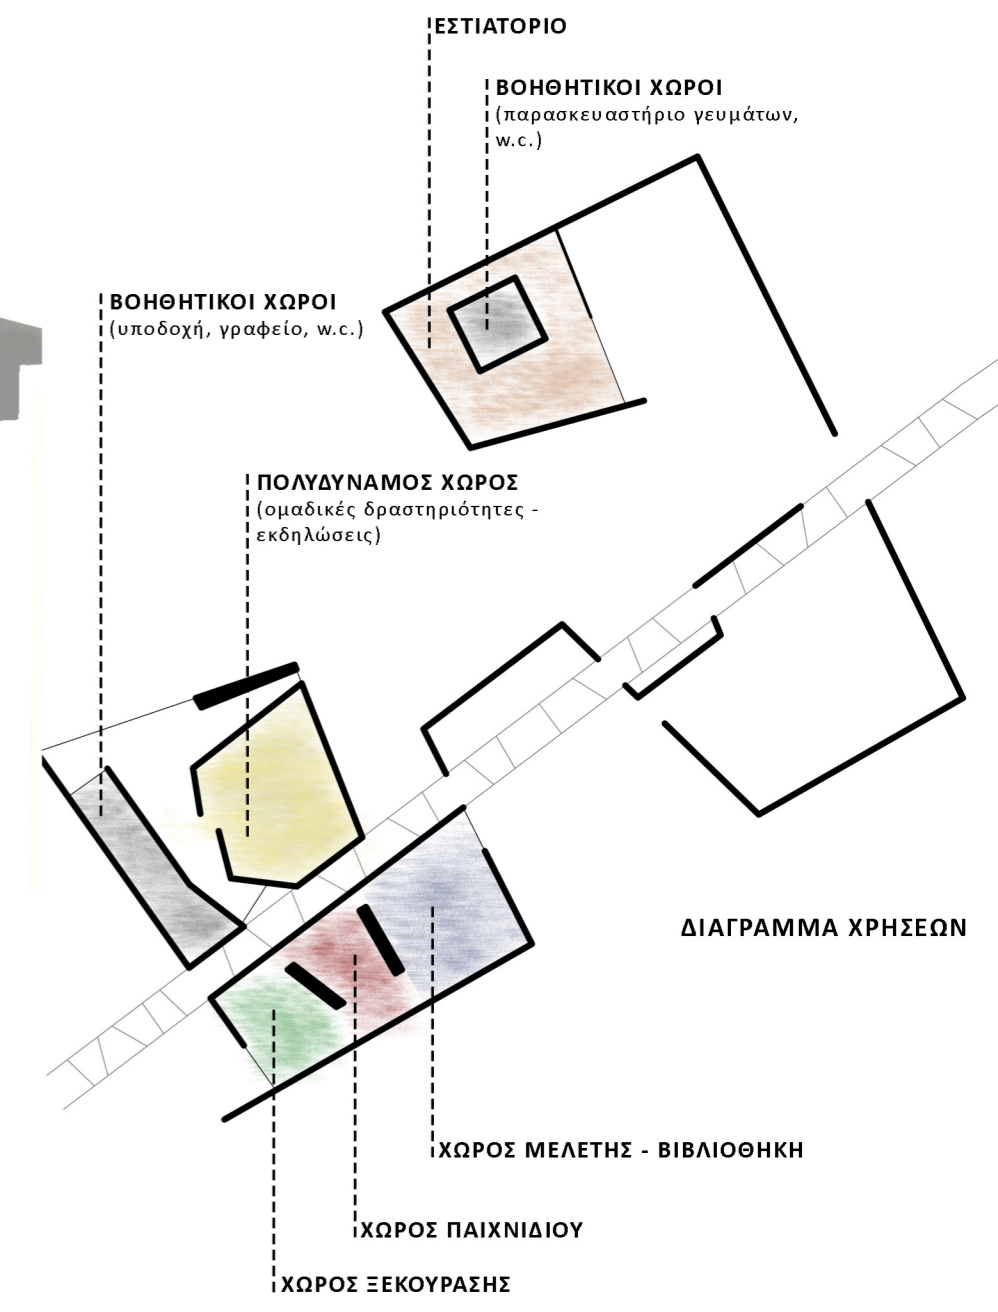 ΕΣΤΙΑΤΟΡΙΟ
ΒΟΗΘΗΤΙΚΟΙ ΧΩΡΟΙ
(παρασκευαστήριο γευμάτων,
w.c.)
ΒΟΗΘΗΤΙΚΟΙ ΧΩΡΟΙ
(υποδοχή, γραφείο, w.c.)
ΠΟΛΥΔΥΝΑΜΟΣ ΧΩΡΟΣ
(ομαδικές δραστηριότητες -
εκδηλώσεις)
ΔΙΑΓΡΑΜΜΑ ΧΡΗΣΕΩΝ
ΧΩΡΟΣ ΜΕΛΕΤΗΣ - ΒΙΒΛΙΟΘΗΚΗ
ΧΩΡΟΣ ΠΑΙΧΝΙΔΙΟΥ
ΧΩΡΟΣ ΞΕΚΟΥΡΑΣΗΣ